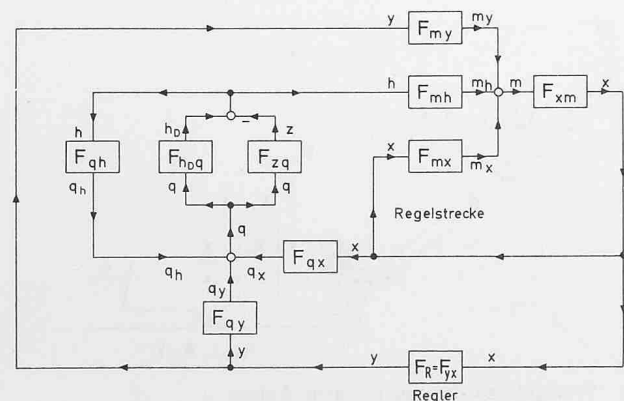 y F_my m_y
h F_mh m_h m F_xm x
h h_D z x F_mx m_x
F_qh F_hDq F_zq
q_h q q
q Regelstrecke
q_h q_x F_qx x
q_y
F_qy
y y F_R=F_yx x
Regler